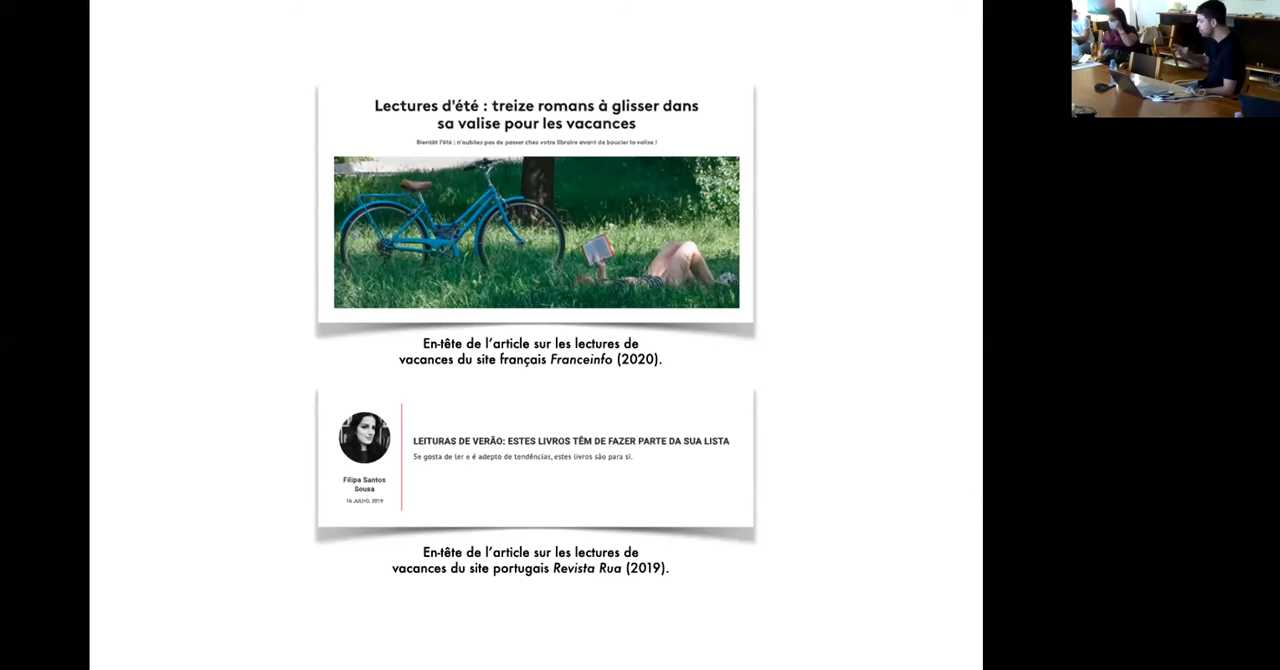 Lectures d'été : treize romans à glisser dans
sa valise pour les vacances
Bientôt l'été : n'oubliez pas de passer chez votre libraire avant de boucler la valise !
En-tête de l'article sur les lectures de
vacances du site français Franceinfo (2020).
LEITURAS DE VERÃO: ESTES LIVROS TÊM DE FAZER PARTE DA SUA LISTA
Se gosta de ler e é adepto de tendências, estes livros são para si.
Filipa Santos
Sousa
16 JULHO, 2019
En-tête de l'article sur les lectures de
vacances du site portugais Revista Rua (2019).